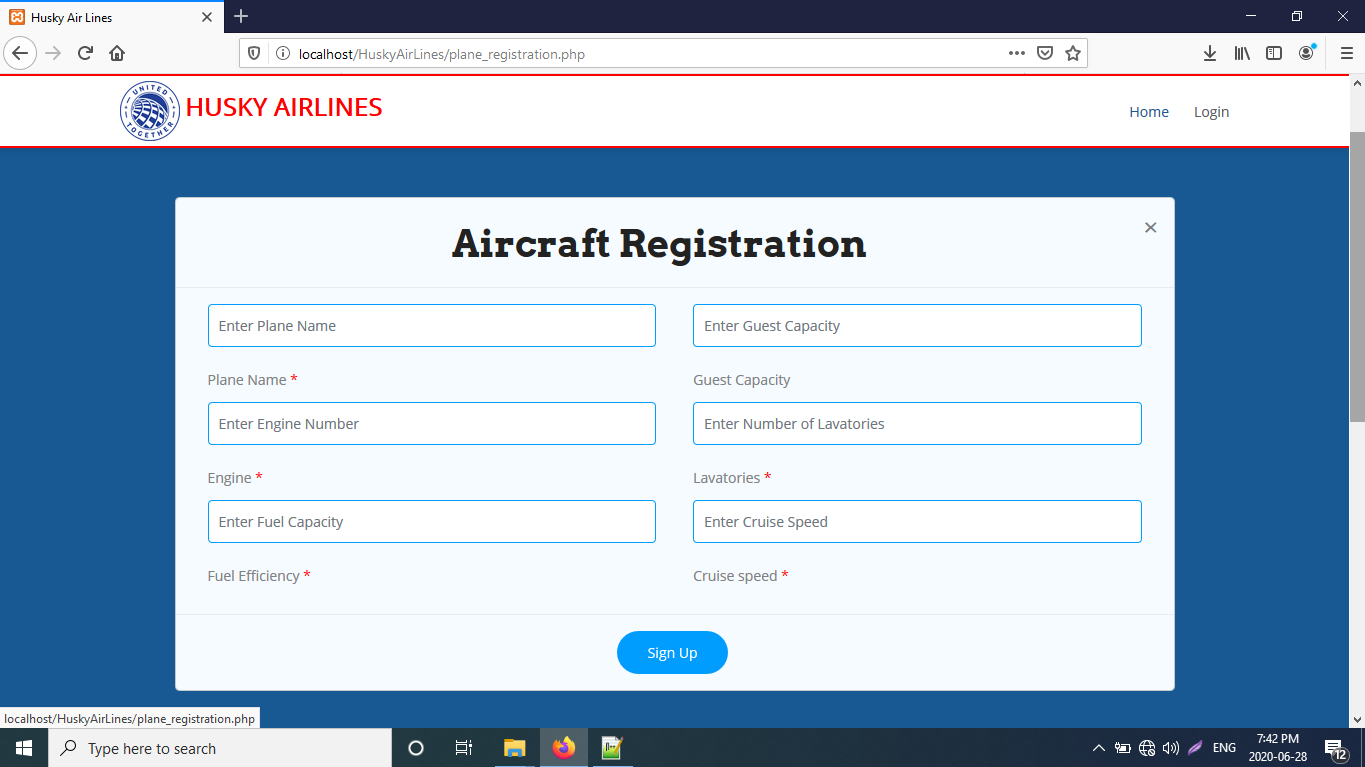 Husky Air Lines
localhost/HuskyAirLines/plane_registration.php
UNITED TOGETHER
HUSKY AIRLINES
Home Login
Aircraft Registration
Enter Plane Name Enter Guest Capacity
Plane Name * Guest Capacity
Enter Engine Number Enter Number of Lavatories
Engine * Lavatories *
Enter Fuel Capacity Enter Cruise Speed
Fuel Efficiency * Cruise speed *
Sign Up
localhost/HuskyAirLines/plane_registration.php
Type here to search
ENG
7:42 PM
2020-06-28
12